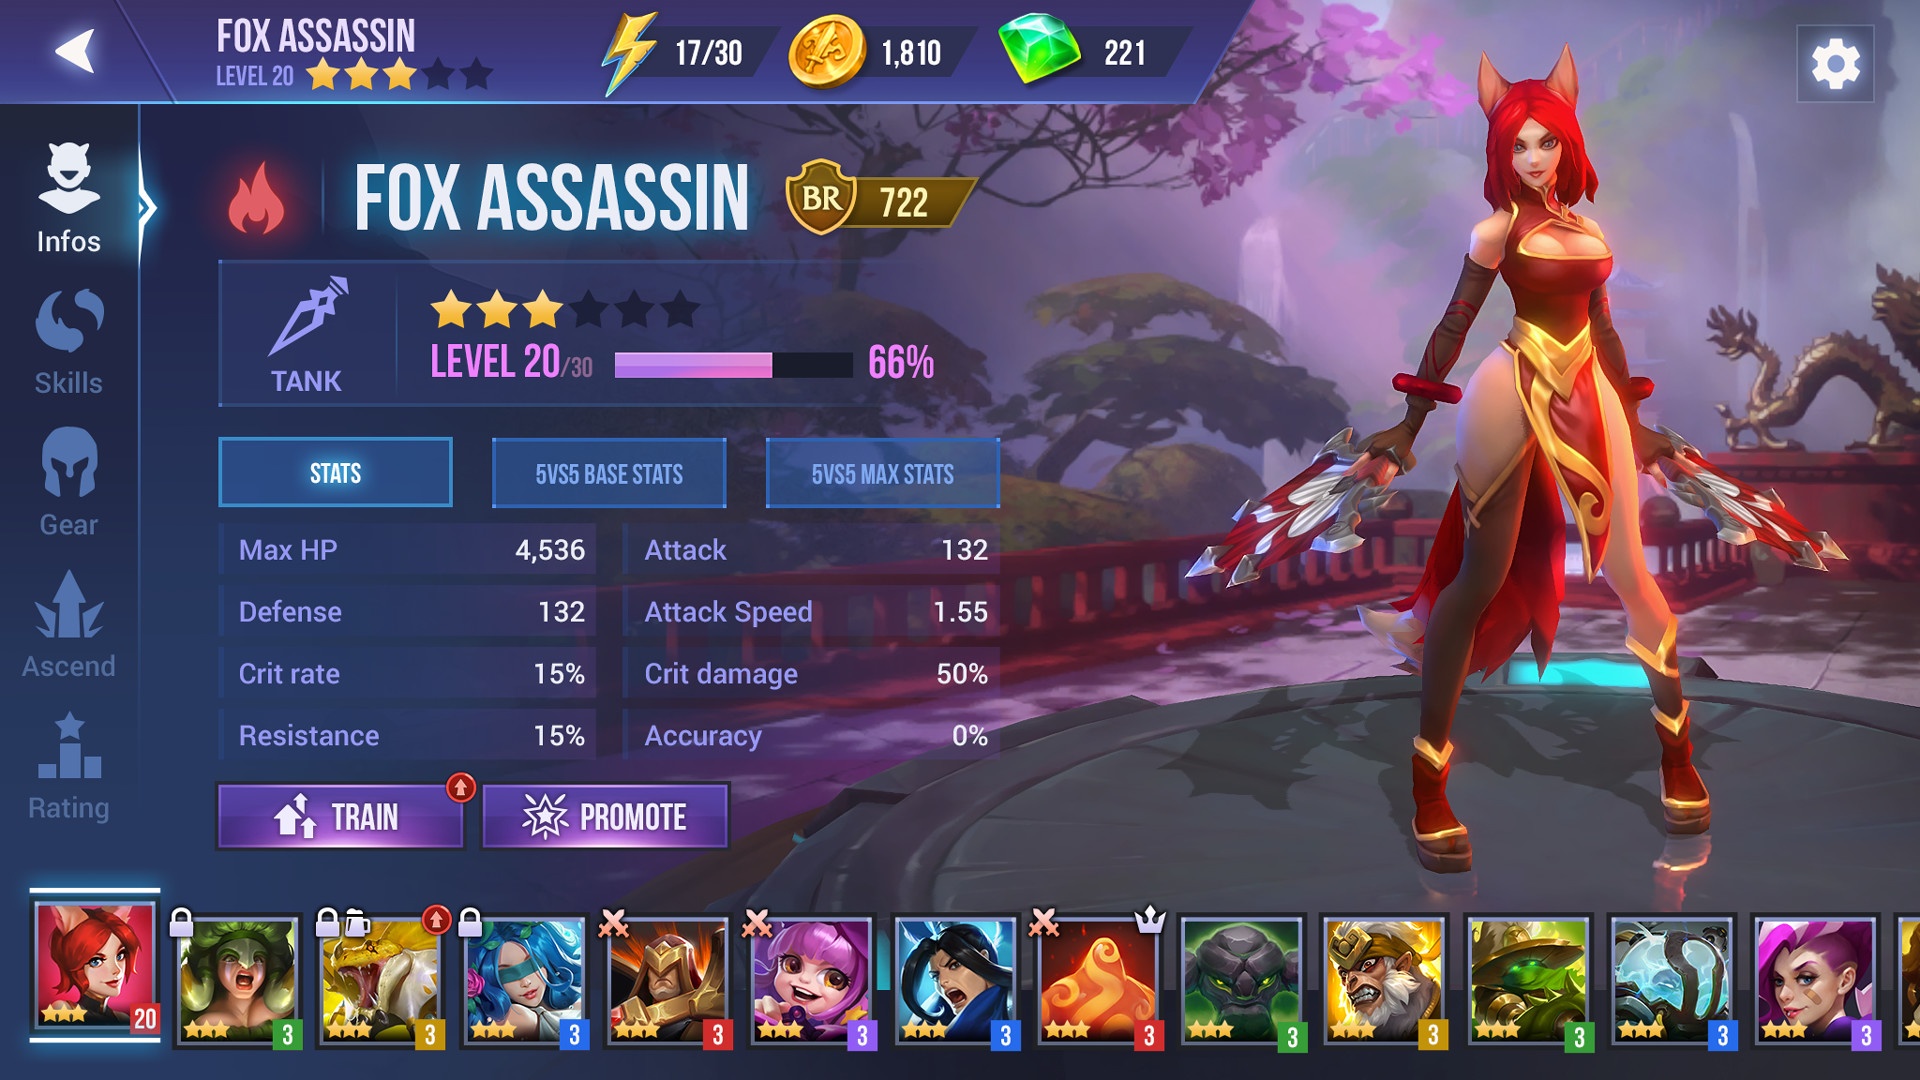 FOX ASSASSIN
LEVEL 20
17/30
1,810
221
Infos
Skills
Gear
Ascend
Rating
FOX ASSASSIN
BR 722
TANK
LEVEL 20/30 66%
STATS
5VS5 BASE STATS
5VS5 MAX STATS
Max HP 4,536
Attack 132
Defense 132
Attack Speed 1.55
Crit rate 15%
Crit damage 50%
Resistance 15%
Accuracy 0%
TRAIN
PROMOTE
20
3
3
3
3
3
3
3
3
3
3
3
3